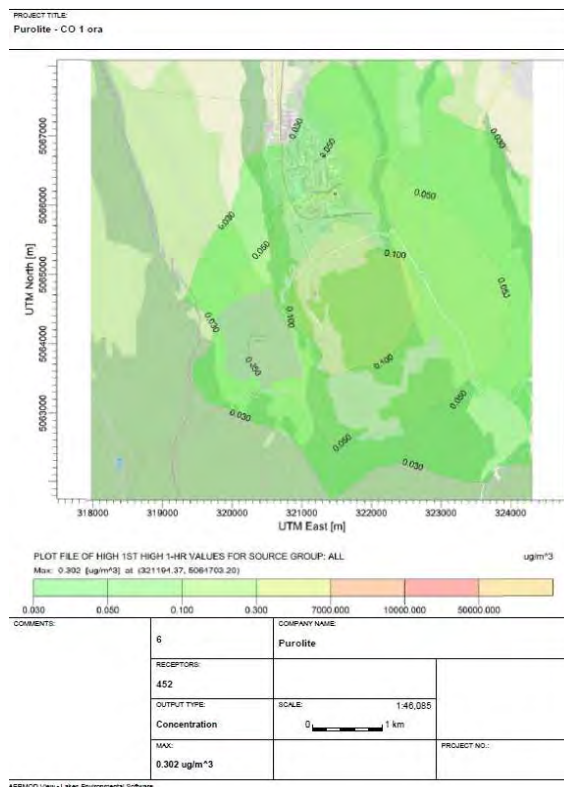 PROJECT TITLE:
Purolite - CO 1 ora
0.030
0.050
0.030
0.050
0.030
0.050
0.100
0.050
0.100
0.030
0.050
0.100
0.050
0.030
0.050
0.030
UTM North [m]
5067000
5066000
5065000
5064000
5063000
318000 319000 320000 321000 322000 323000 324000
UTM East [m]
PLOT FILE OF HIGH 1ST HIGH 1-HR VALUES FOR SOURCE GROUP: ALL ug/m^3
Max: 0.302 [ug/m^3] at (321194.37, 5064703.20)
0.030 0.050 0.100 0.300 7000.000 10000.000 50000.000
COMMENTS:
6
COMPANY NAME:
Purolite
RECEPTORS:
452
OUTPUT TYPE:
Concentration
SCALE: 1:46,085
0 1 km
MAX:
0.302 ug/m^3
PROJECT NO.:
AERMOD View - Lakes Environmental Software